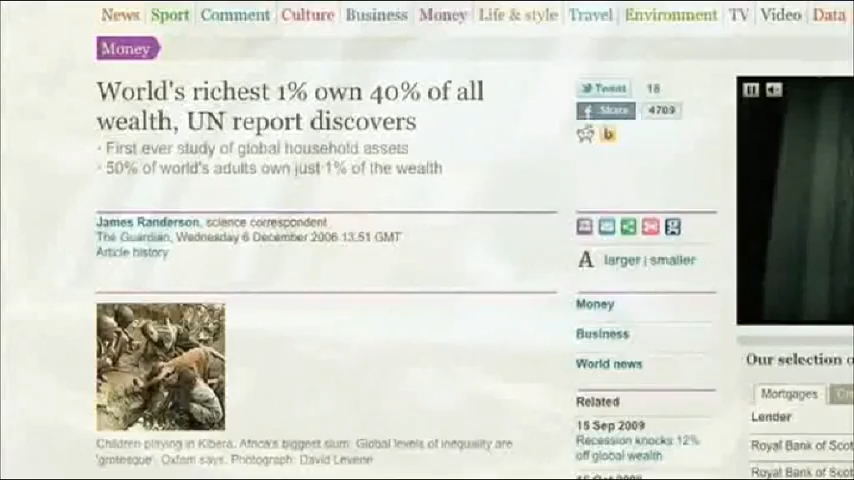 News Sport Comment Culture Business Money Life & style Travel Environment TV Video Data
Money
World's richest 1% own 40% of all
wealth, UN report discovers
· First ever study of global household assets
· 50% of world's adults own just 1% of the wealth
James Randerson, science correspondent
The Guardian, Wednesday 6 December 2006 13.51 GMT
Article history
Children playing in Kibera, Africa's biggest slum. Global levels of inequality are
'grotesque', Oxfam says. Photograph: David Levene
Tweet 18
Share 4709
b
A larger | smaller
Money
Business
World news
Related
15 Sep 2009
Recession knocks 12%
off global wealth
Our selection o
Mortgages
Lender
Royal Bank of Scot
Royal Bank of Scot